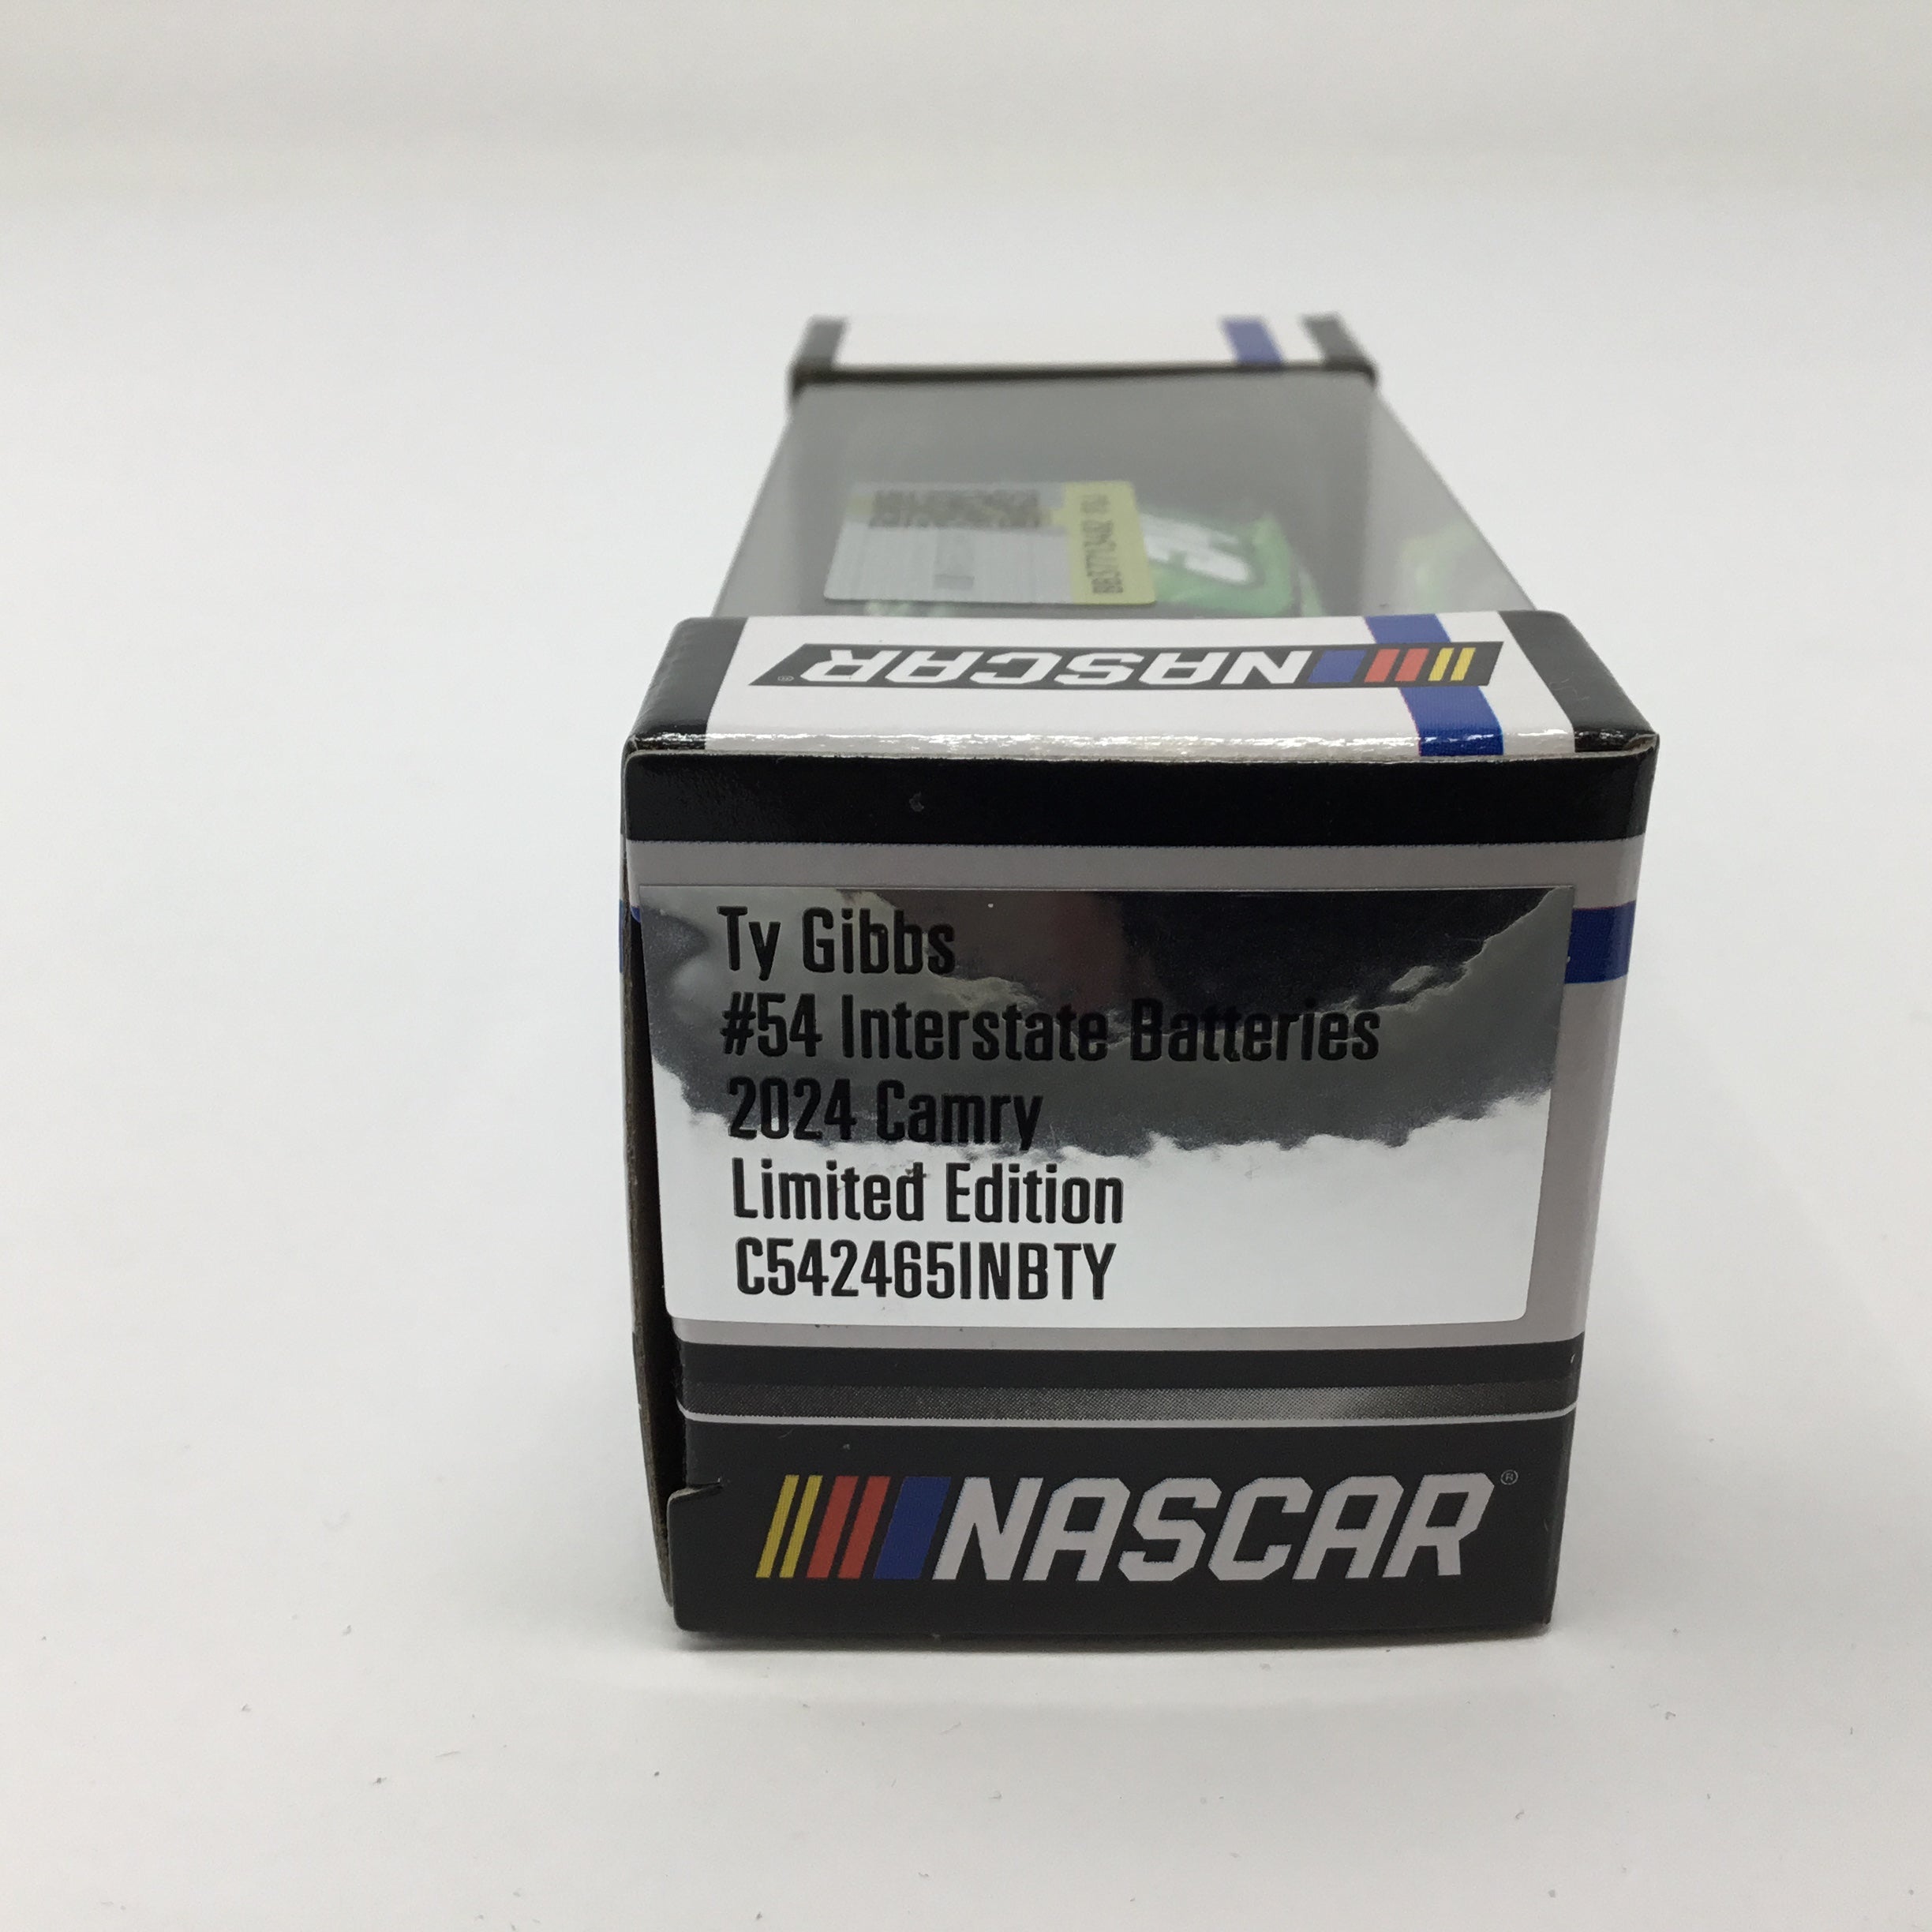 NASCAR®
Ty Gibbs
#54 Interstate Batteries
2024 Camry
Limited Edition
C542465INBTY
NASCAR®